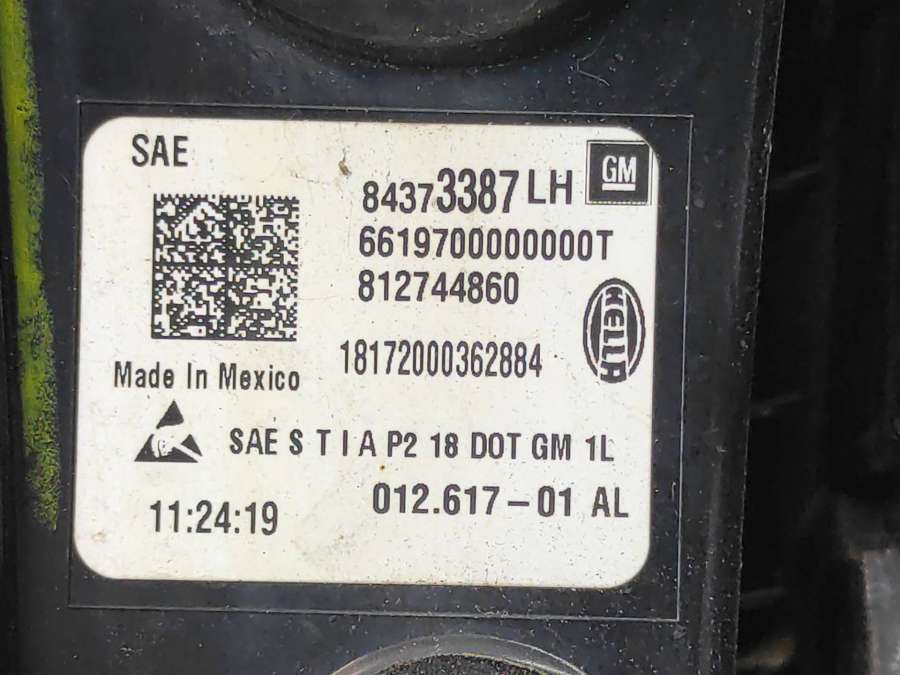 SAE
84373387 LH GM
6619700000000T
812744860
HELLA
18172000362884
Made In Mexico
SAE S T I A P2 18 DOT GM 1L
012.617-01 AL
11:24:19